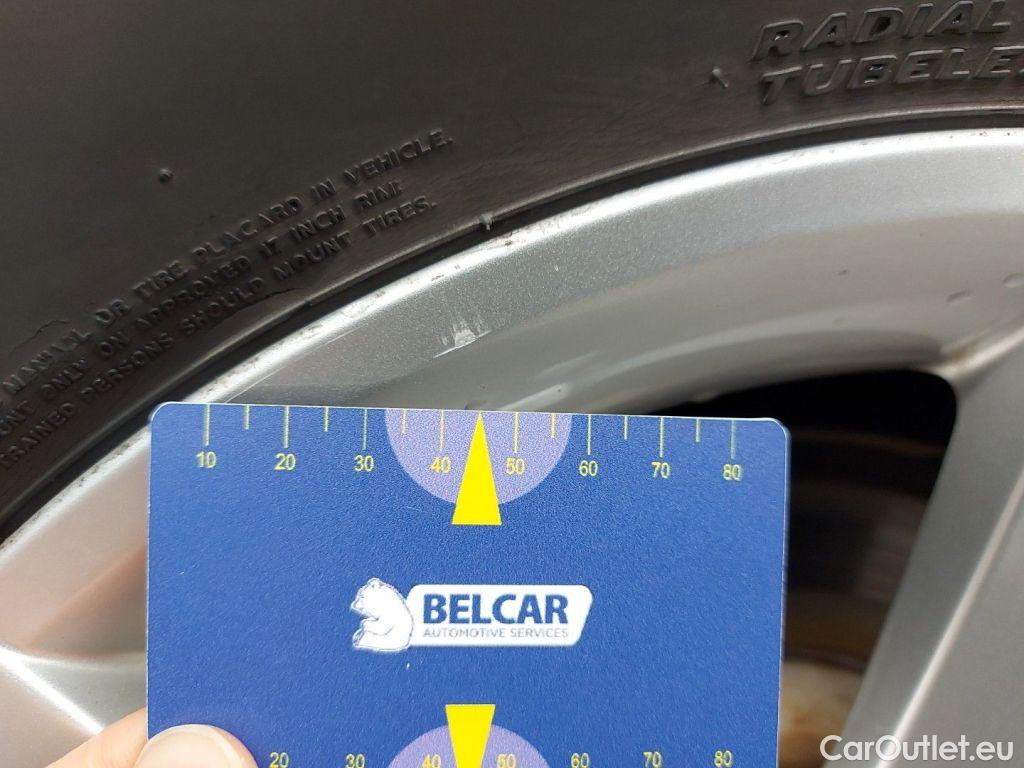 RADIAL
TUBELE
MANUAL OR TIRE PLACARD IN VEHICLE.
ONLY ON APPROVED 17 INCH RIM.
TRAINED PERSONS SHOULD MOUNT TIRES.
10 20 30 40 50 60 70 80
BELCAR
AUTOMOTIVE SERVICES
20 30 40 50 60 70 80
CarOutlet.eu